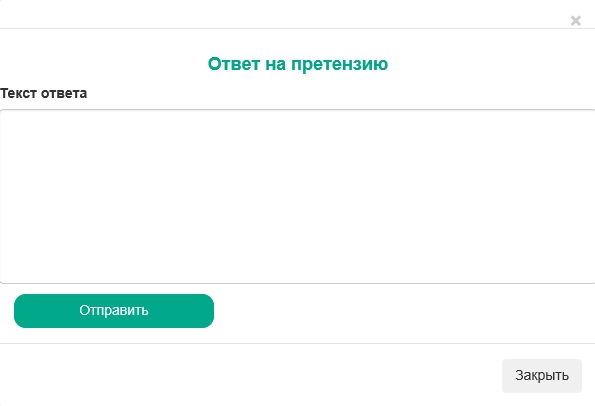 ×
Ответ на претензию
Текст ответа
Отправить
Закрыть